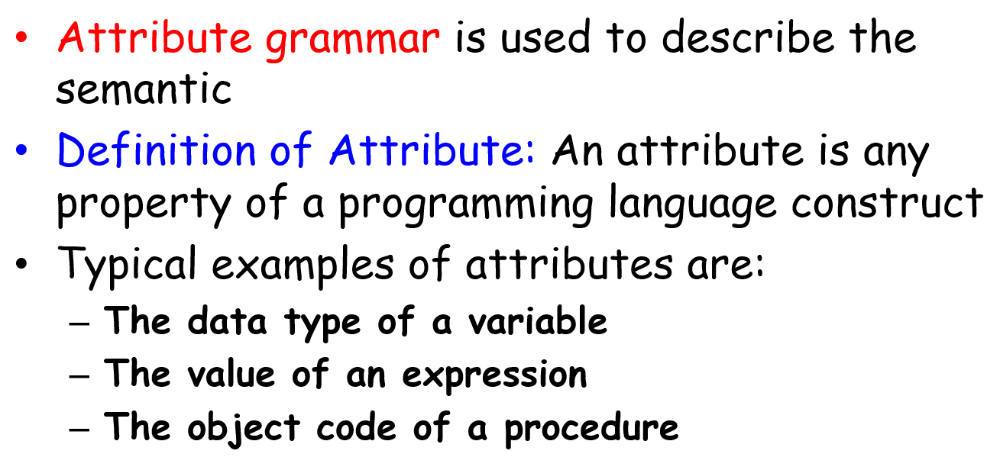 • Attribute grammar is used to describe the
semantic
• Definition of Attribute: An attribute is any
property of a programming language construct
• Typical examples of attributes are:
– The data type of a variable
– The value of an expression
– The object code of a procedure